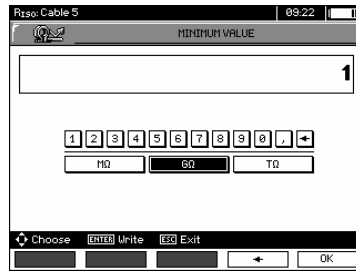 RISO: Cable 5 09:22
MINIMUM VALUE
1
1 2 3 4 5 6 7 8 9 0 , ←
MΩ GΩ TΩ
Choose ENTER Write ESC Exit
← OK